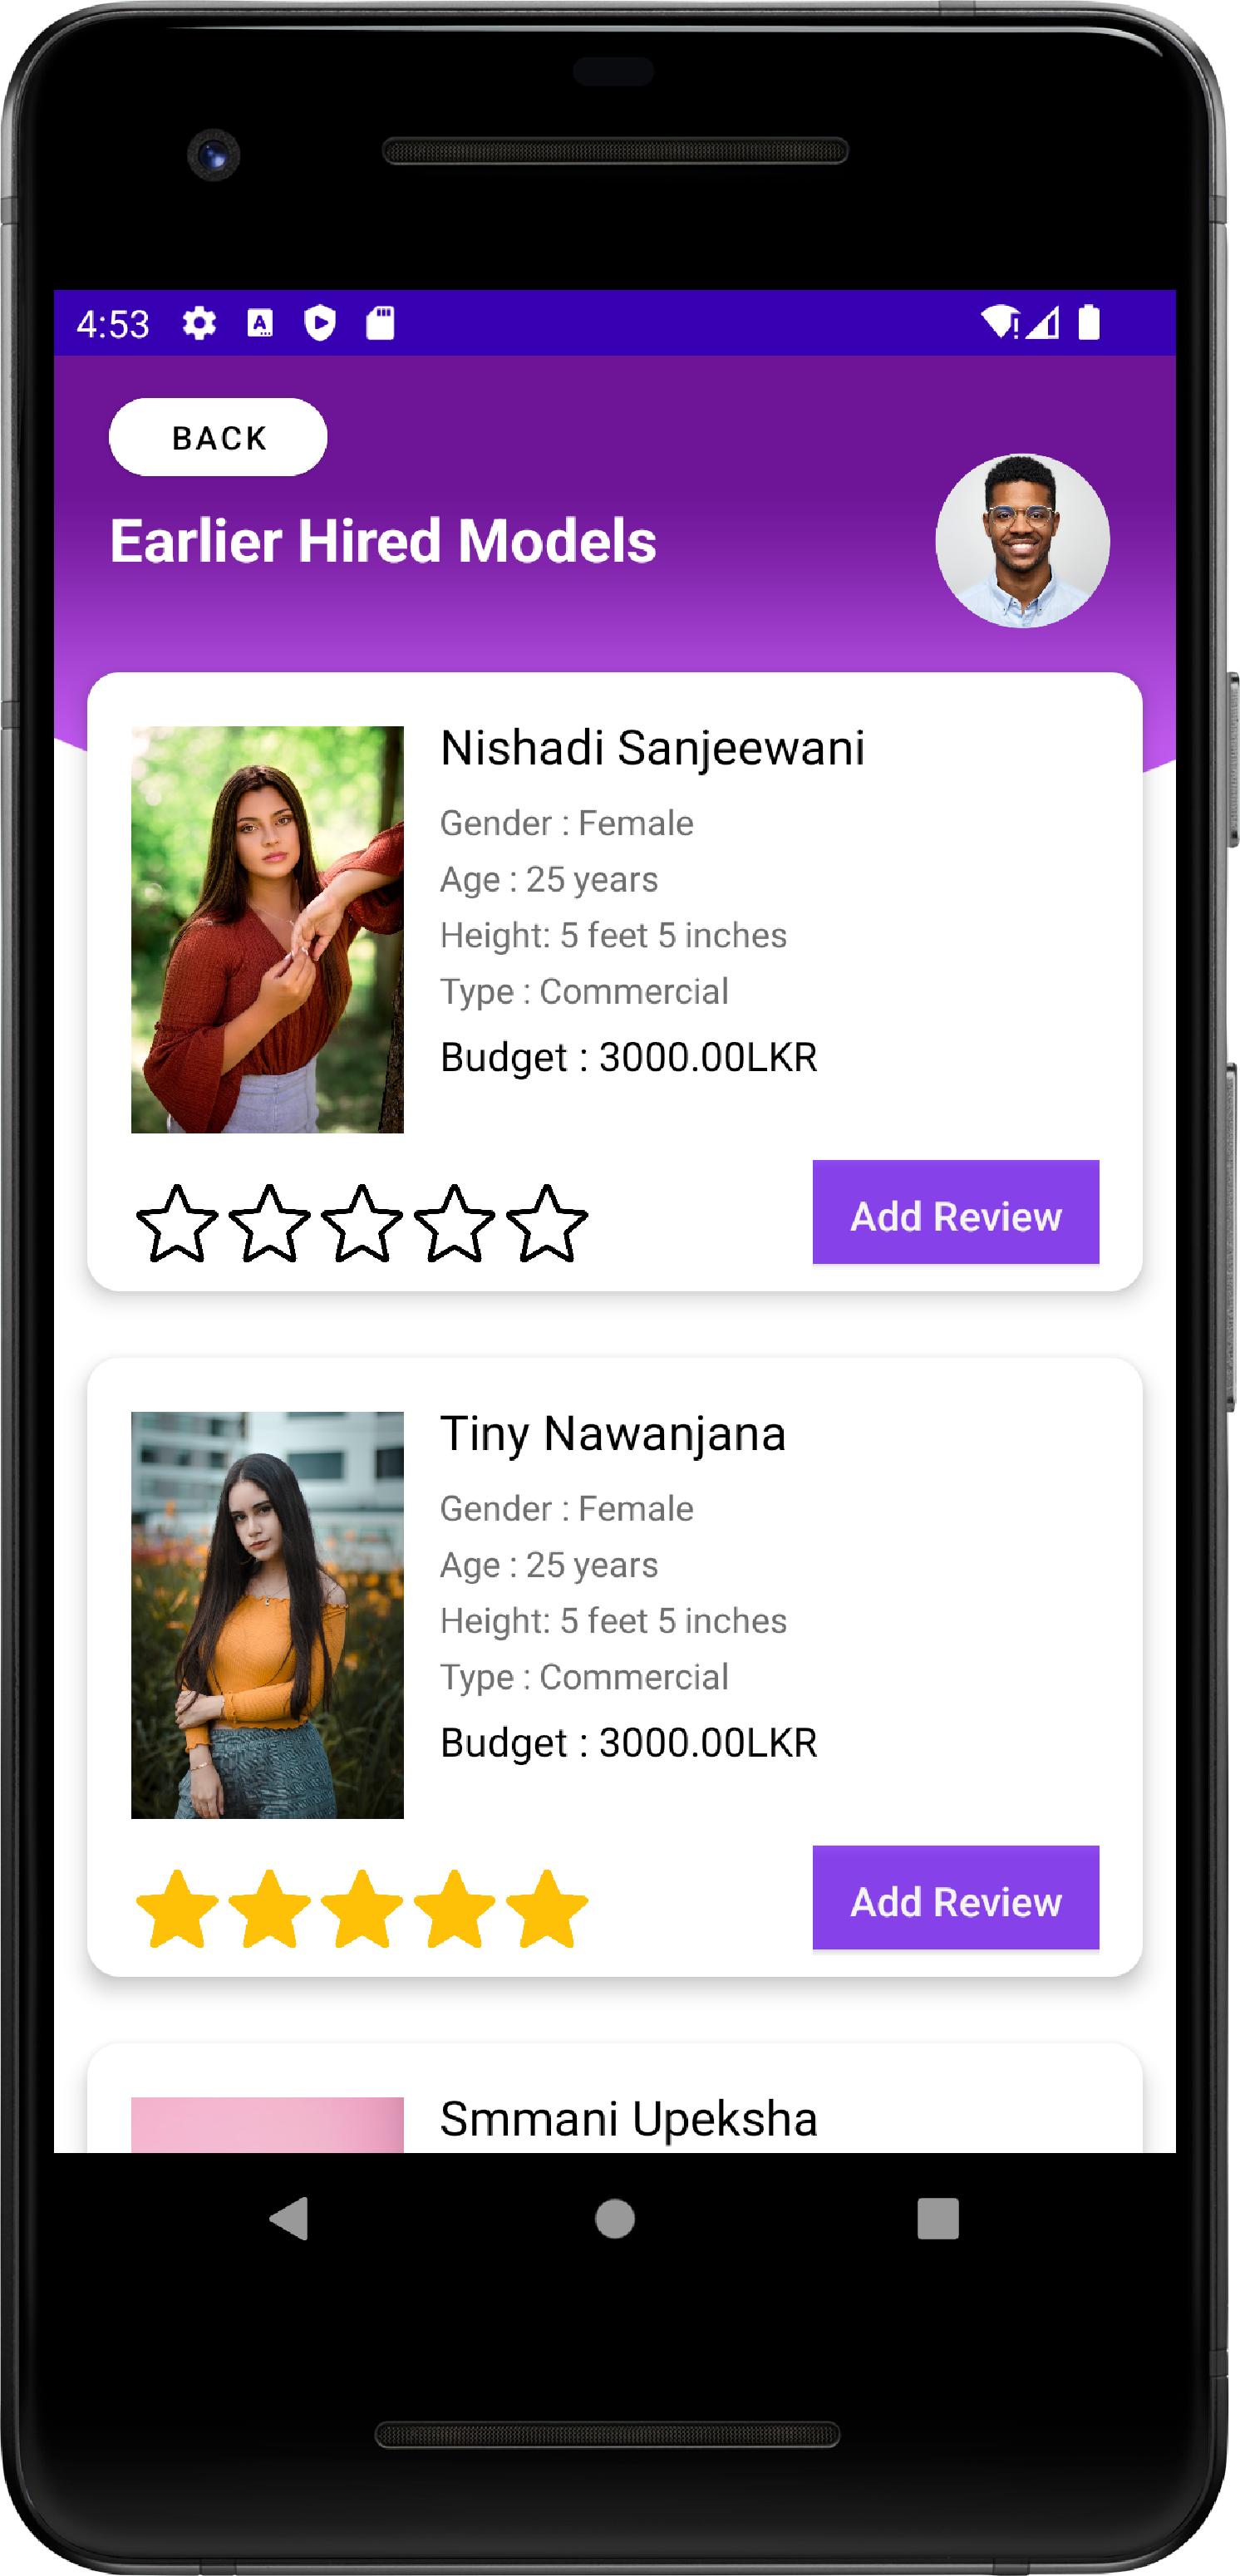 4:53
BACK
Earlier Hired Models
Nishadi Sanjeewani
Gender : Female
Age : 25 years
Height: 5 feet 5 inches
Type : Commercial
Budget : 3000.00LKR
Add Review
Tiny Nawanjana
Gender : Female
Age : 25 years
Height: 5 feet 5 inches
Type : Commercial
Budget : 3000.00LKR
Add Review
Smmani Upeksha